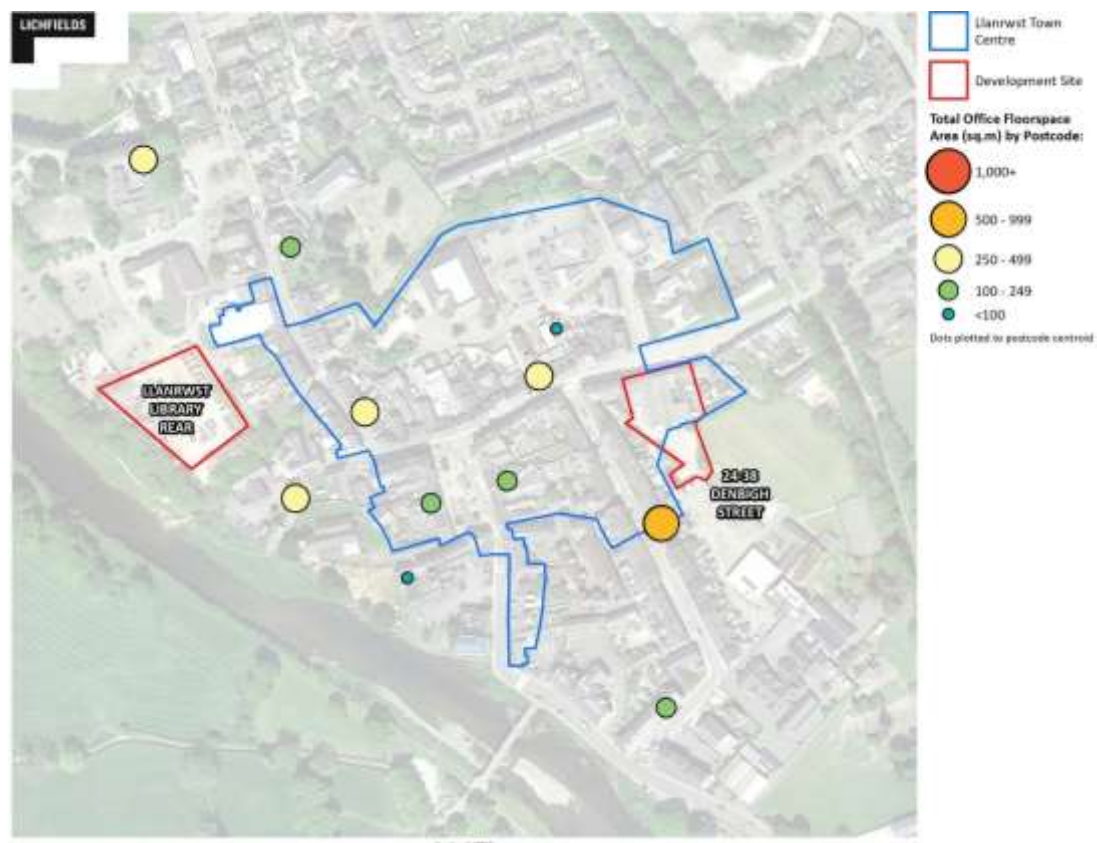 LICHFIELDS
Llanrwst Town
Centre
Development Site
Total Office Floorspace
Area (sq.m) by Postcode:
1,000+
500 - 999
250 - 499
100 - 249
<100
Dots plotted to postcode centroid
LLANRWST
LIBRARY
REAR
24-38
DENBIGH
STREET